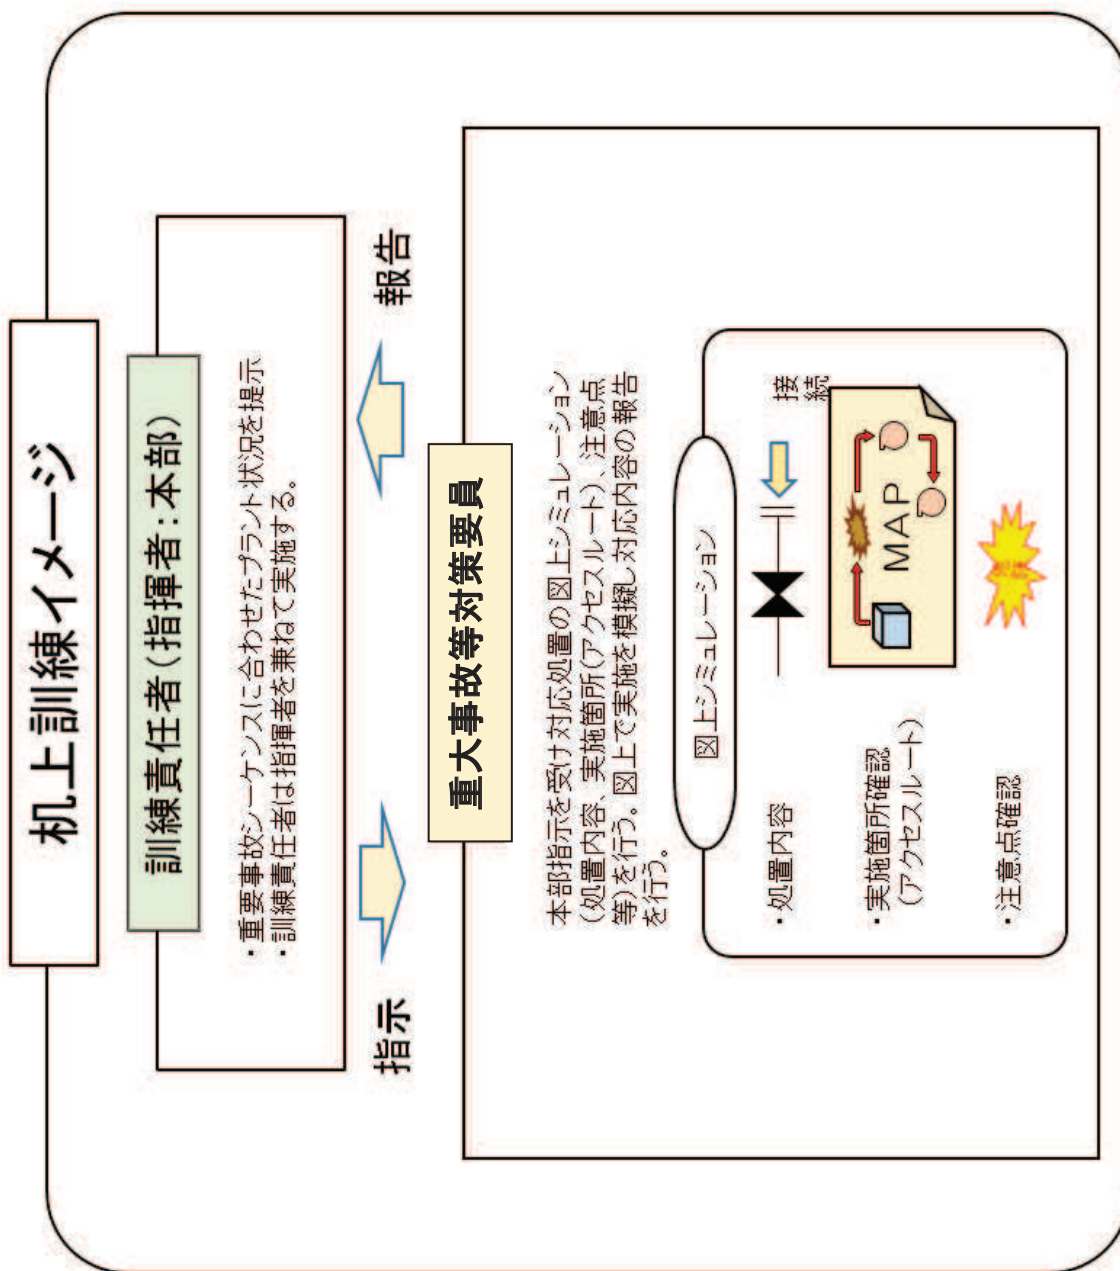 机上訓練イメージ
訓練責任者(指揮者:本部)
・重要事故シーケンスに合わせたプラント状況を提示
・訓練責任者は指揮者を兼ねて実施する。
指示
報告
重大事故等対策要員
本部指示を受け対応処置の図上シミュレーション
(処置内容、実施箇所(アクセスルート)、注意点
等)を行う。図上で実施を模擬し対応内容の報告
を行う。
図上シミュレーション
・処置内容
接
続
・実施箇所確認
(アクセスルート)
MAP
・注意点確認